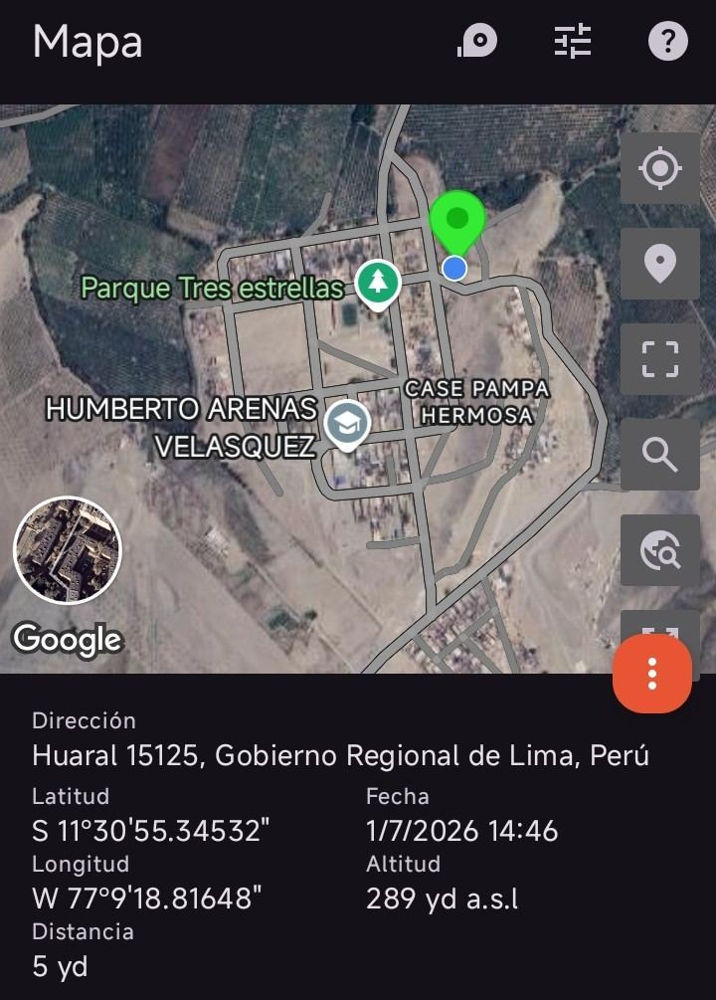 Mapa
Parque Tres estrellas
HUMBERTO ARENAS
VELASQUEZ
CASE PAMPA
HERMOSA
Google
Dirección
Huaral 15125, Gobierno Regional de Lima, Perú
Latitud
S 11°30'55.34532"
Fecha
1/7/2026 14:46
Longitud
W 77°9'18.81648"
Altitud
289 yd a.s.l
Distancia
5 yd